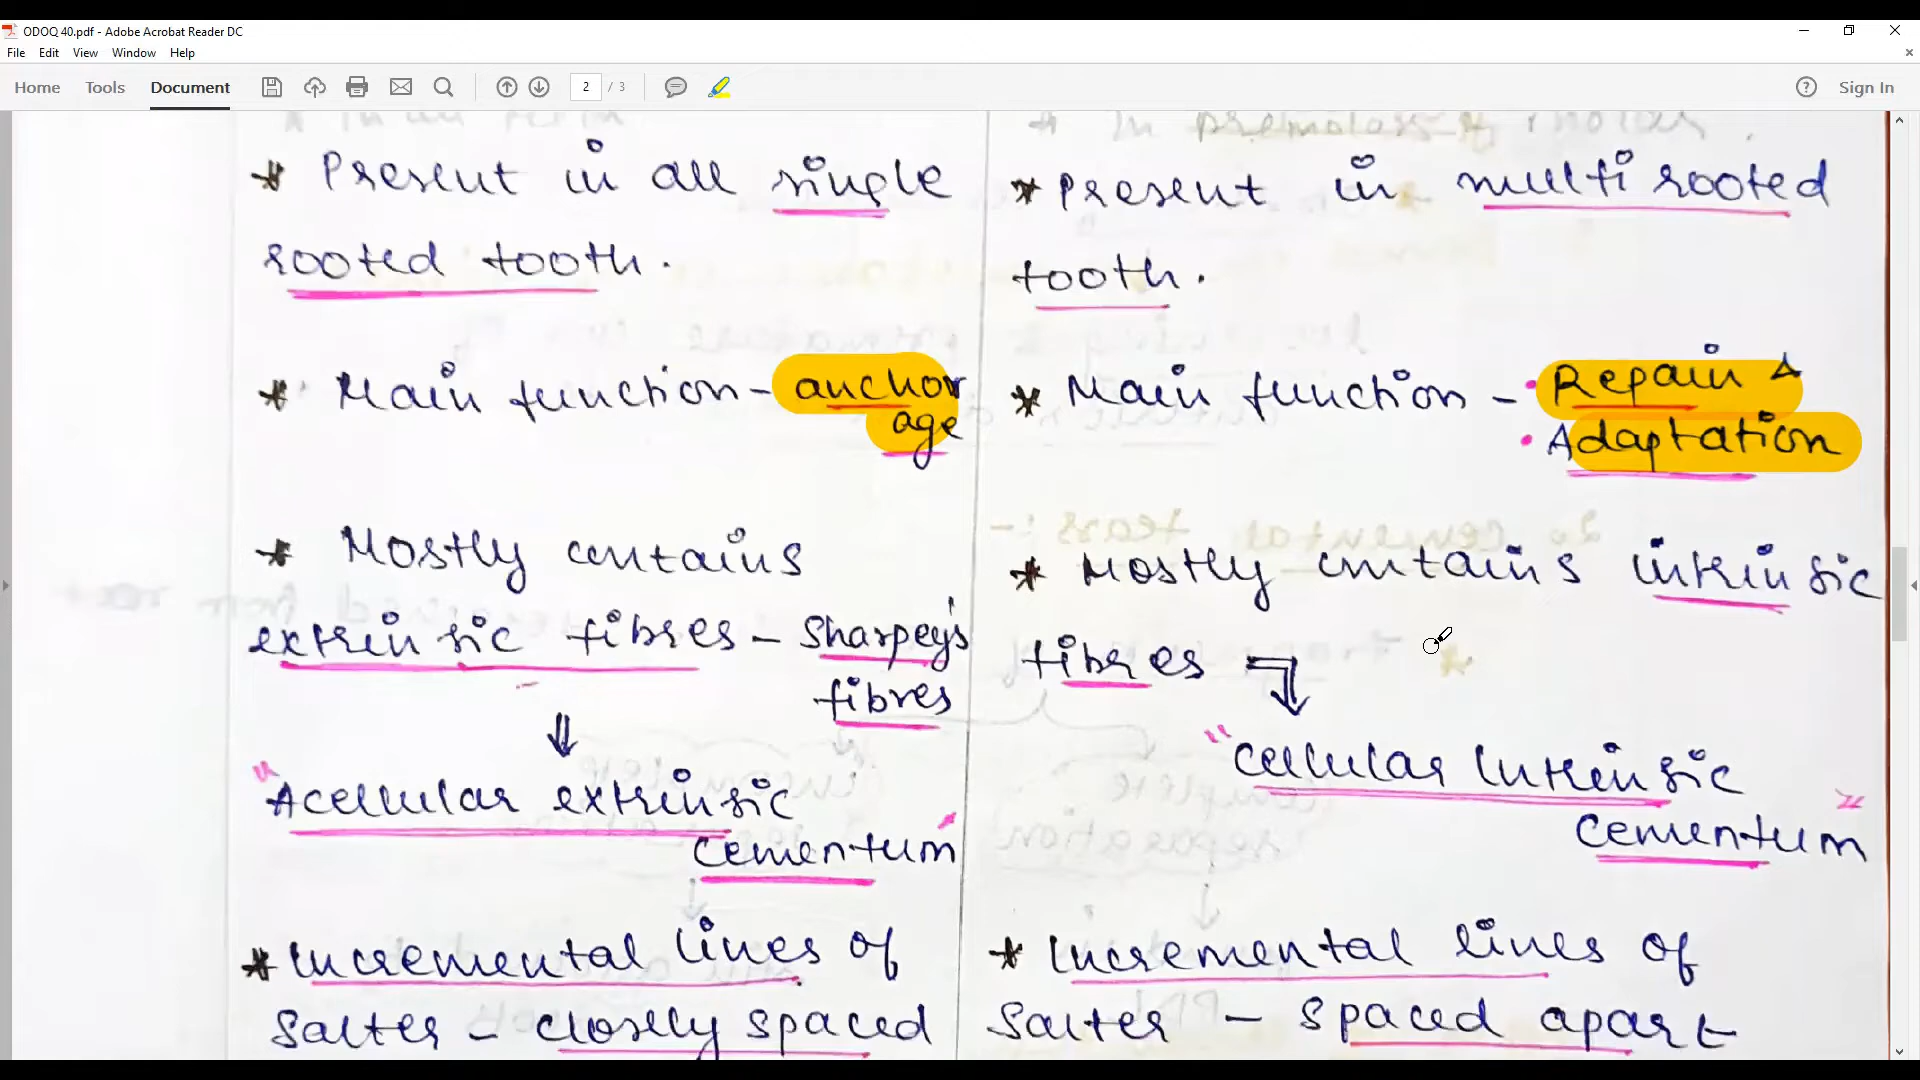 ODOQ 40.pdf - Adobe Acrobat Reader DC
File Edit View Window Help
Home Tools Document 2 / 3 Sign In
* Present in all single
rooted tooth.
* Main function - anchor
age
* Mostly contains
extrinsic fibres - Sharpey's
fibres
⇓
"Acellular extrinsic
cementum"
* Incremental lines of
Salter - closely spaced
* In premolars & molars.
* Present in multi rooted
tooth.
* Main function - • Repair &
• Adaptation
* Mostly contains intrinsic
fibres
"Cellular Intrinsic
Cementum"
* Incremental lines of
Salter - spaced apart